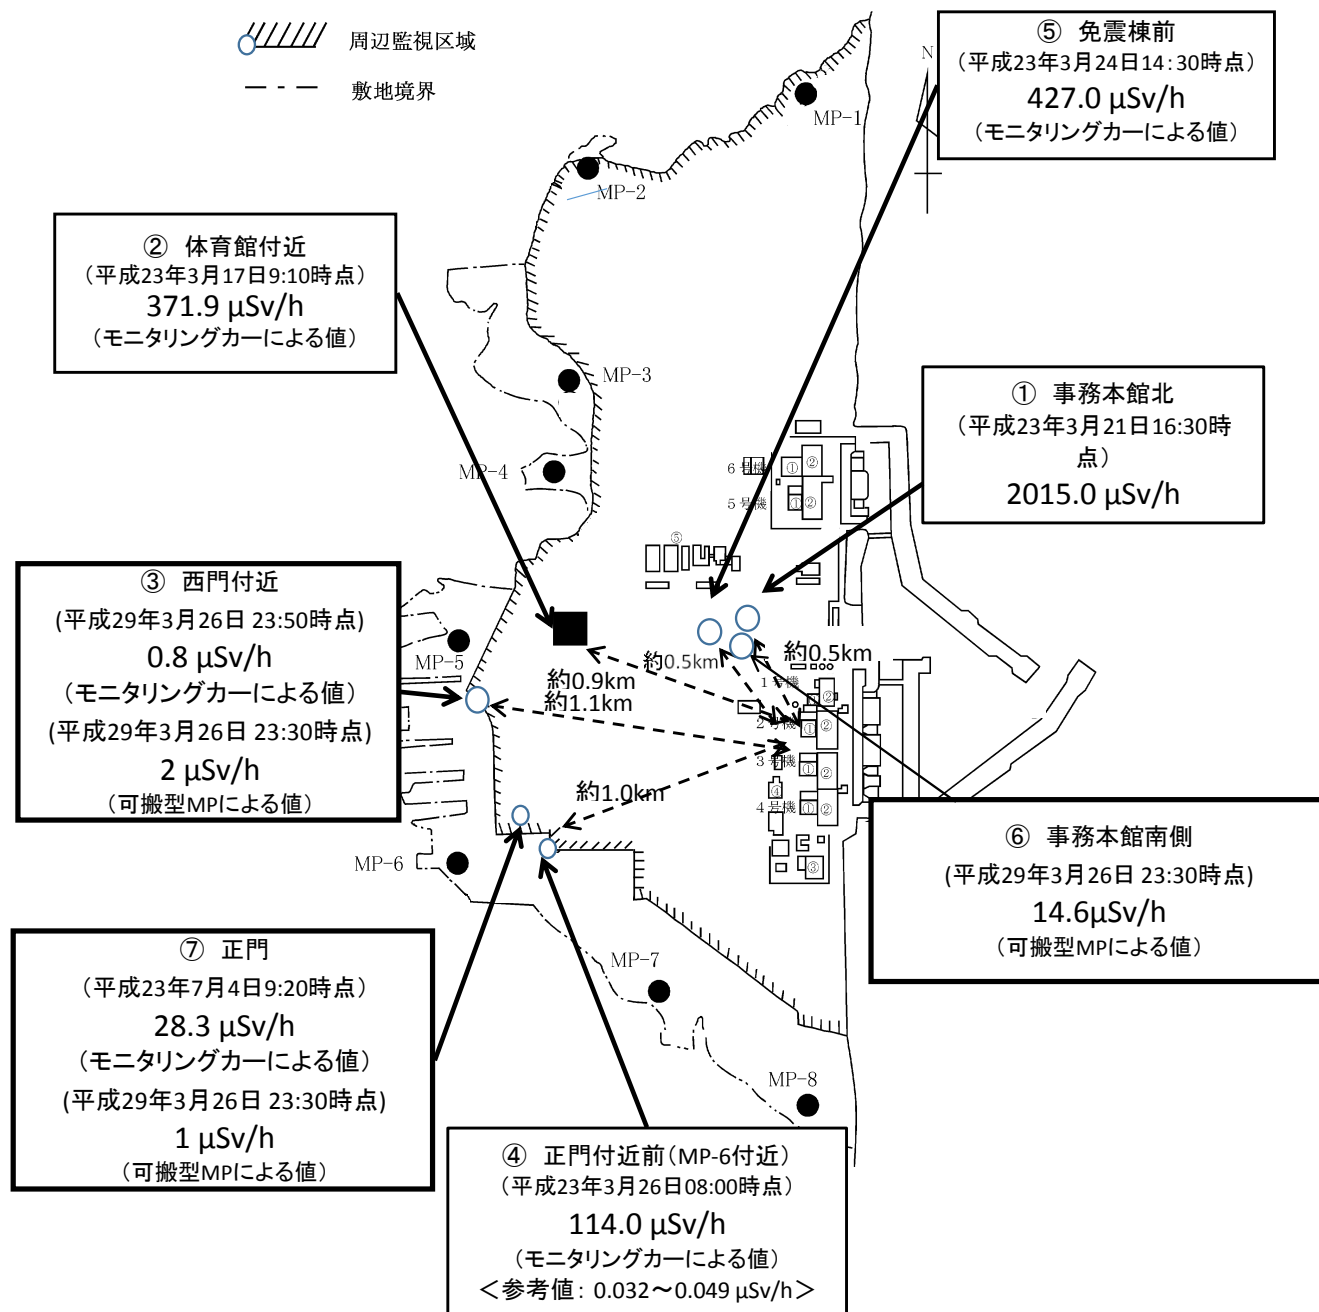 周辺監視区域
敷地境界
⑤ 免震棟前
(平成23年3月24日14:30時点)
427.0 μSv/h
(モニタリングカーによる値)
N
MP-1
MP-2
② 体育館付近
(平成23年3月17日9:10時点)
371.9 μSv/h
(モニタリングカーによる値)
MP-3
① 事務本館北
(平成23年3月21日16:30時
点)
2015.0 μSv/h
MP-4
6号機
① ②
5号機
① ②
⑤
③ 西門付近
(平成29年3月26日 23:50時点)
0.8 μSv/h
(モニタリングカーによる値)
(平成29年3月26日 23:30時点)
2 μSv/h
(可搬型MPによる値)
MP-5
約0.5km
約0.5km
約0.9km
約1.1km
1号機
②
2号機
① ②
3号機
① ②
約1.0km
④
4号機
① ②
③
MP-6
⑥ 事務本館南側
(平成29年3月26日 23:30時点)
14.6μSv/h
(可搬型MPによる値)
⑦ 正門
(平成23年7月4日9:20時点)
28.3 μSv/h
(モニタリングカーによる値)
(平成29年3月26日 23:30時点)
1 μSv/h
(可搬型MPによる値)
MP-7
MP-8
④ 正門付近前(MP-6付近)
(平成23年3月26日08:00時点)
114.0 μSv/h
(モニタリングカーによる値)
<参考値: 0.032~0.049 μSv/h>